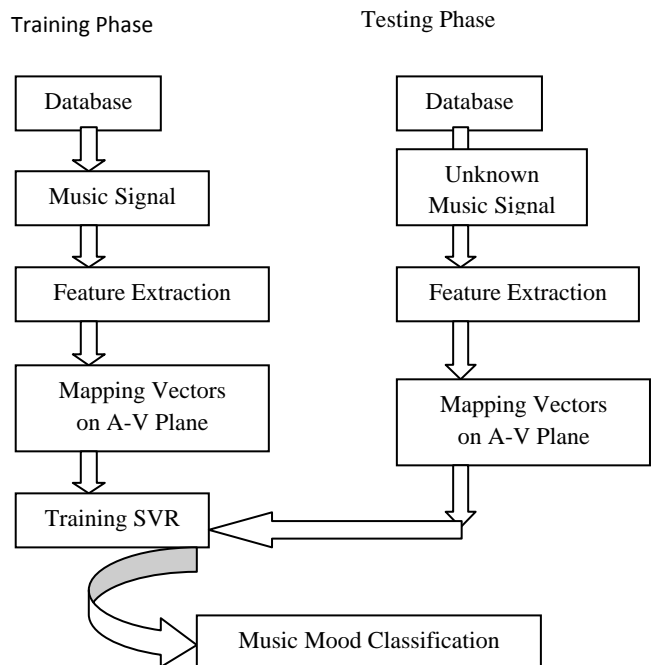 Training Phase
Testing Phase
Database
Database
Music Signal
Unknown
Music Signal
Feature Extraction
Feature Extraction
Mapping Vectors
on A-V Plane
Mapping Vectors
on A-V Plane
Training SVR
Music Mood Classification